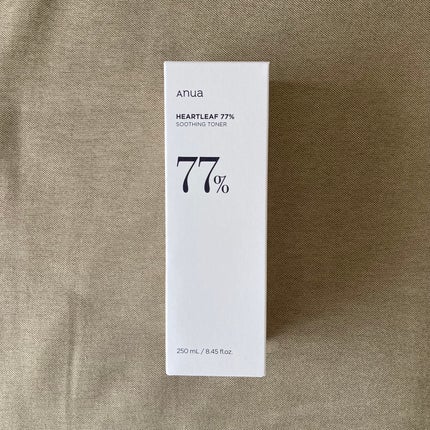 Anua
HEARTLEAF 77%
SOOTHING TONER
77%
250 mL / 8.45 fl.oz.